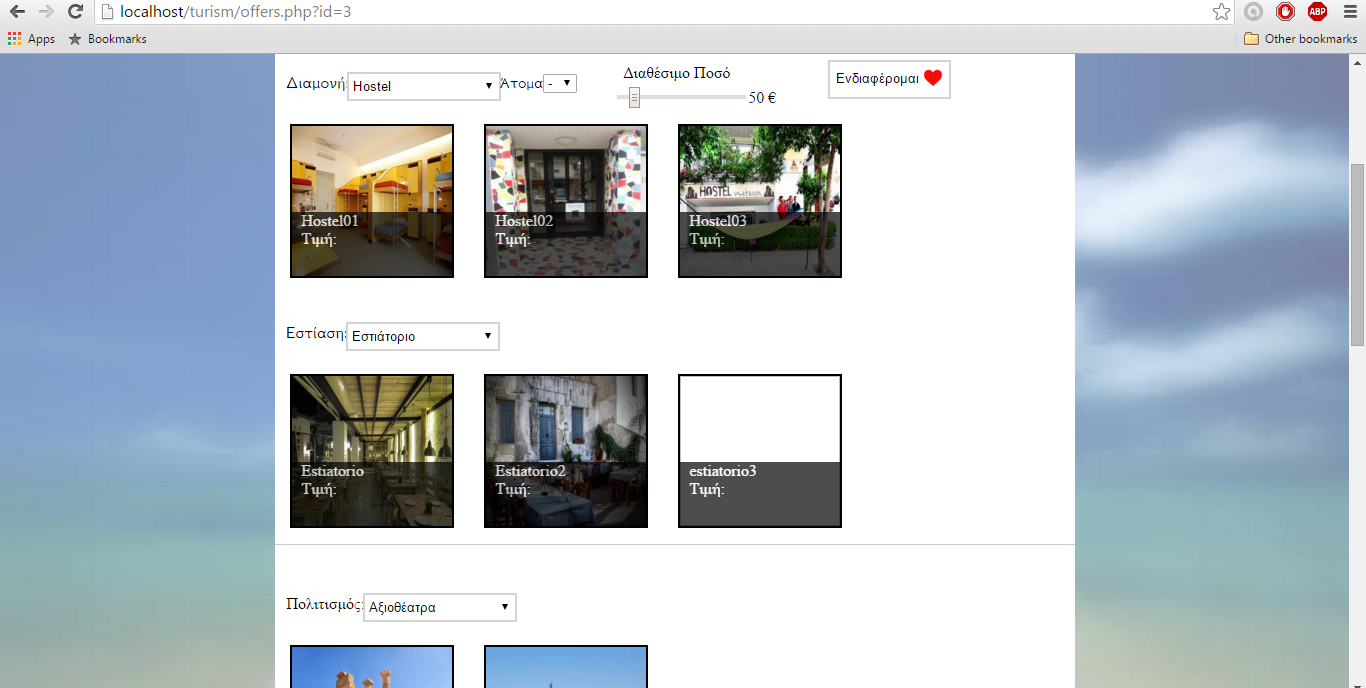 localhost/turism/offers.php?id=3
ABP
Apps Bookmarks Other bookmarks
Διαμονή: Hostel Άτομα - Διαθέσιμο Ποσό
50 €
Ενδιαφέρομαι
HOSTEL
Hostel01
Τιμή:
Hostel02
Τιμή:
Hostel03
Τιμή:
Εστίαση: Εστιάτοριο
Estiatorio
Τιμή:
Estiatorio2
Τιμή:
estiatorio3
Τιμή:
Πολιτισμός: Αξιοθέατρα